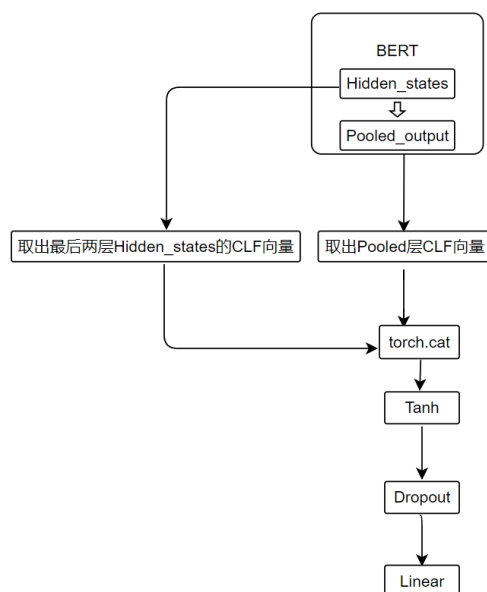 BERT
Hidden_states
Pooled_output
取出最后两层Hidden_states的CLF向量
取出Pooled层CLF向量
torch.cat
Tanh
Dropout
Linear